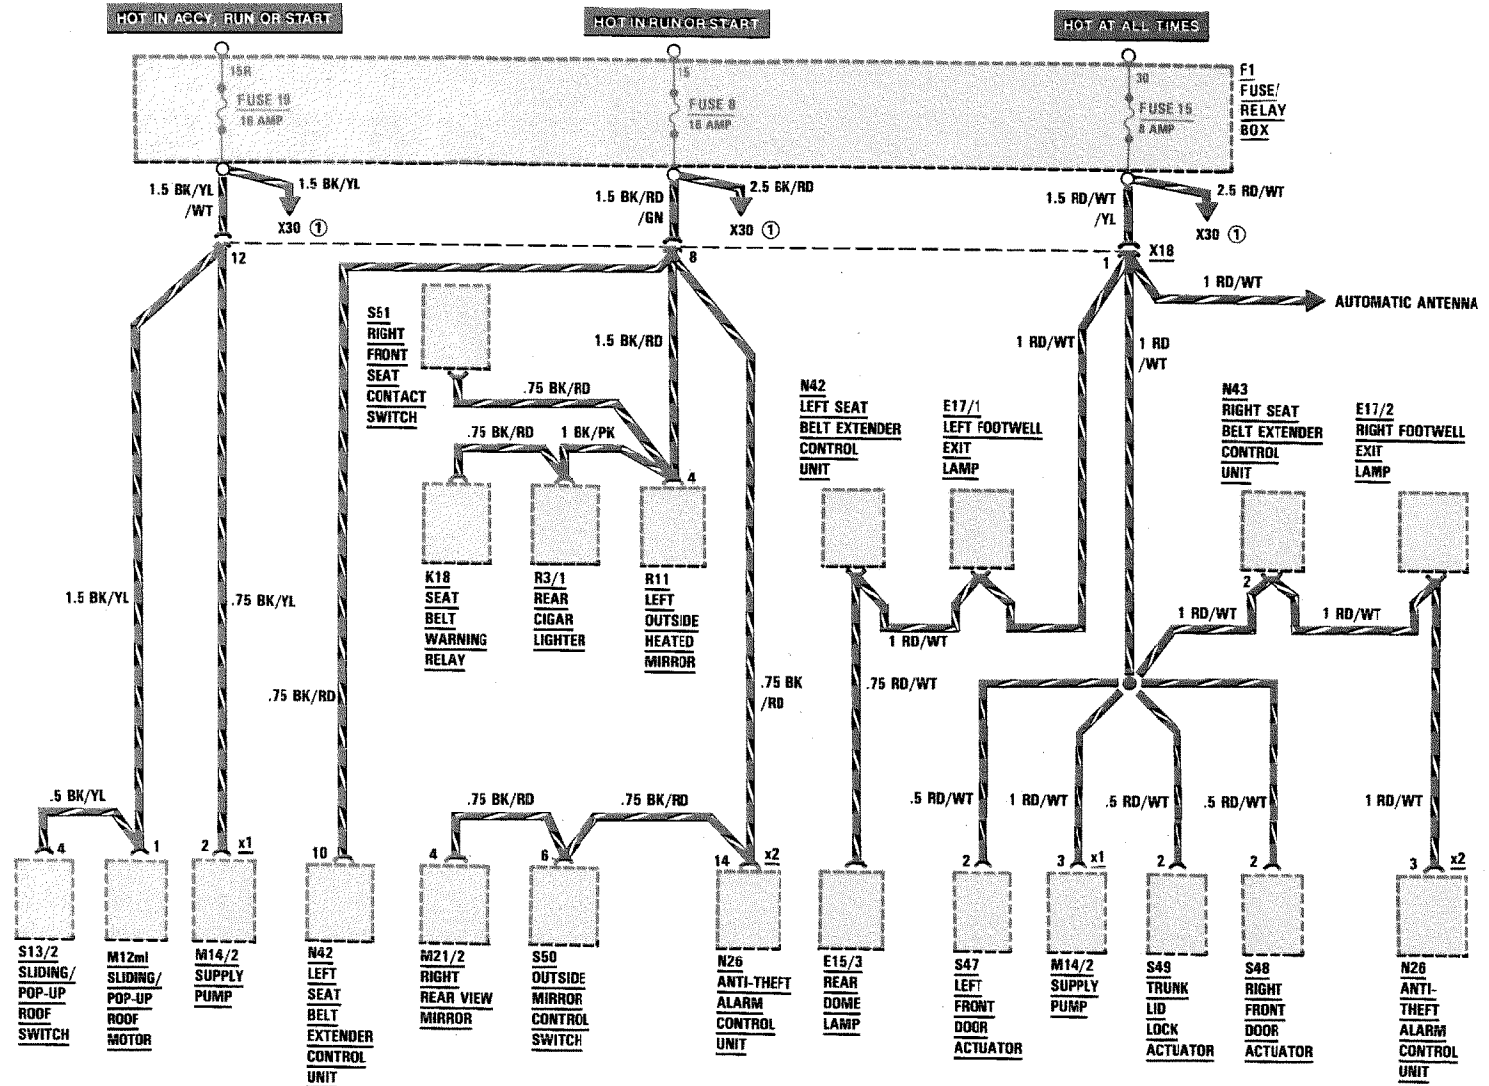 HOT IN ACCY, RUN OR START
HOT IN RUN OR START
HOT AT ALL TIMES
15R
FUSE 19
16 AMP
15
FUSE 8
16 AMP
30
FUSE 15
8 AMP
F1
FUSE/
RELAY
BOX
1.5 BK/YL
/WT
1.5 BK/YL
X30 ①
1.5 BK/RD
/GN
2.5 BK/RD
X30 ①
1.5 RD/WT
/YL
2.5 RD/WT
X30 ①
12
8
1
X18
1 RD/WT
AUTOMATIC ANTENNA
S51
RIGHT
FRONT
SEAT
CONTACT
SWITCH
1.5 BK/RD
1 RD/WT
1 RD
/WT
.75 BK/RD
.75 BK/RD
1 BK/PK
4
N42
LEFT SEAT
BELT EXTENDER
CONTROL
UNIT
E17/1
LEFT FOOTWELL
EXIT
LAMP
N43
RIGHT SEAT
BELT EXTENDER
CONTROL
UNIT
E17/2
RIGHT FOOTWELL
EXIT
LAMP
K18
SEAT
BELT
WARNING
RELAY
R3/1
REAR
CIGAR
LIGHTER
R11
LEFT
OUTSIDE
HEATED
MIRROR
2
1.5 BK/YL
.75 BK/YL
1 RD/WT
1 RD/WT
1 RD/WT
.75 BK/RD
.75 BK
/RD
.75 RD/WT
.5 BK/YL
.75 BK/RD
.75 BK/RD
.5 RD/WT
1 RD/WT
.5 RD/WT
.5 RD/WT
1 RD/WT
4
1
2
x1
10
4
6
14
x2
2
3
x1
2
2
3
x2
S13/2
SLIDING/
POP-UP
ROOF
SWITCH
M12ml
SLIDING/
POP-UP
ROOF
MOTOR
M14/2
SUPPLY
PUMP
N42
LEFT
SEAT
BELT
EXTENDER
CONTROL
UNIT
M21/2
RIGHT
REAR VIEW
MIRROR
S50
OUTSIDE
MIRROR
CONTROL
SWITCH
N26
ANTI-THEFT
ALARM
CONTROL
UNIT
E15/3
REAR
DOME
LAMP
S47
LEFT
FRONT
DOOR
ACTUATOR
M14/2
SUPPLY
PUMP
S49
TRUNK
LID
LOCK
ACTUATOR
S48
RIGHT
FRONT
DOOR
ACTUATOR
N26
ANTI-
THEFT
ALARM
CONTROL
UNIT